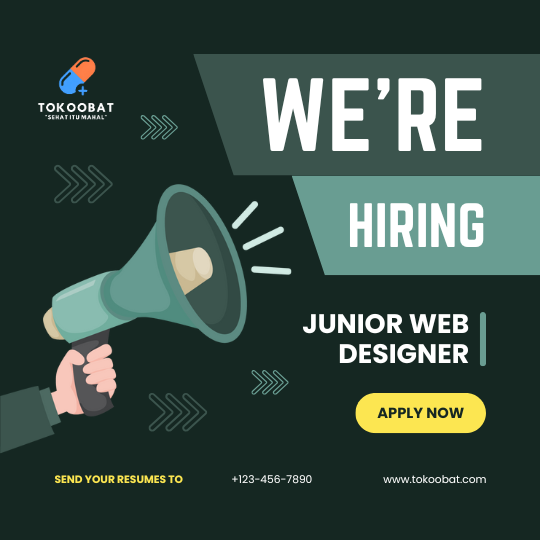 TOKOOBAT
"SEHAT ITU MAHAL"
WE'RE
HIRING
JUNIOR WEB
DESIGNER
APPLY NOW
SEND YOUR RESUMES TO
+123-456-7890
www.tokoobat.com